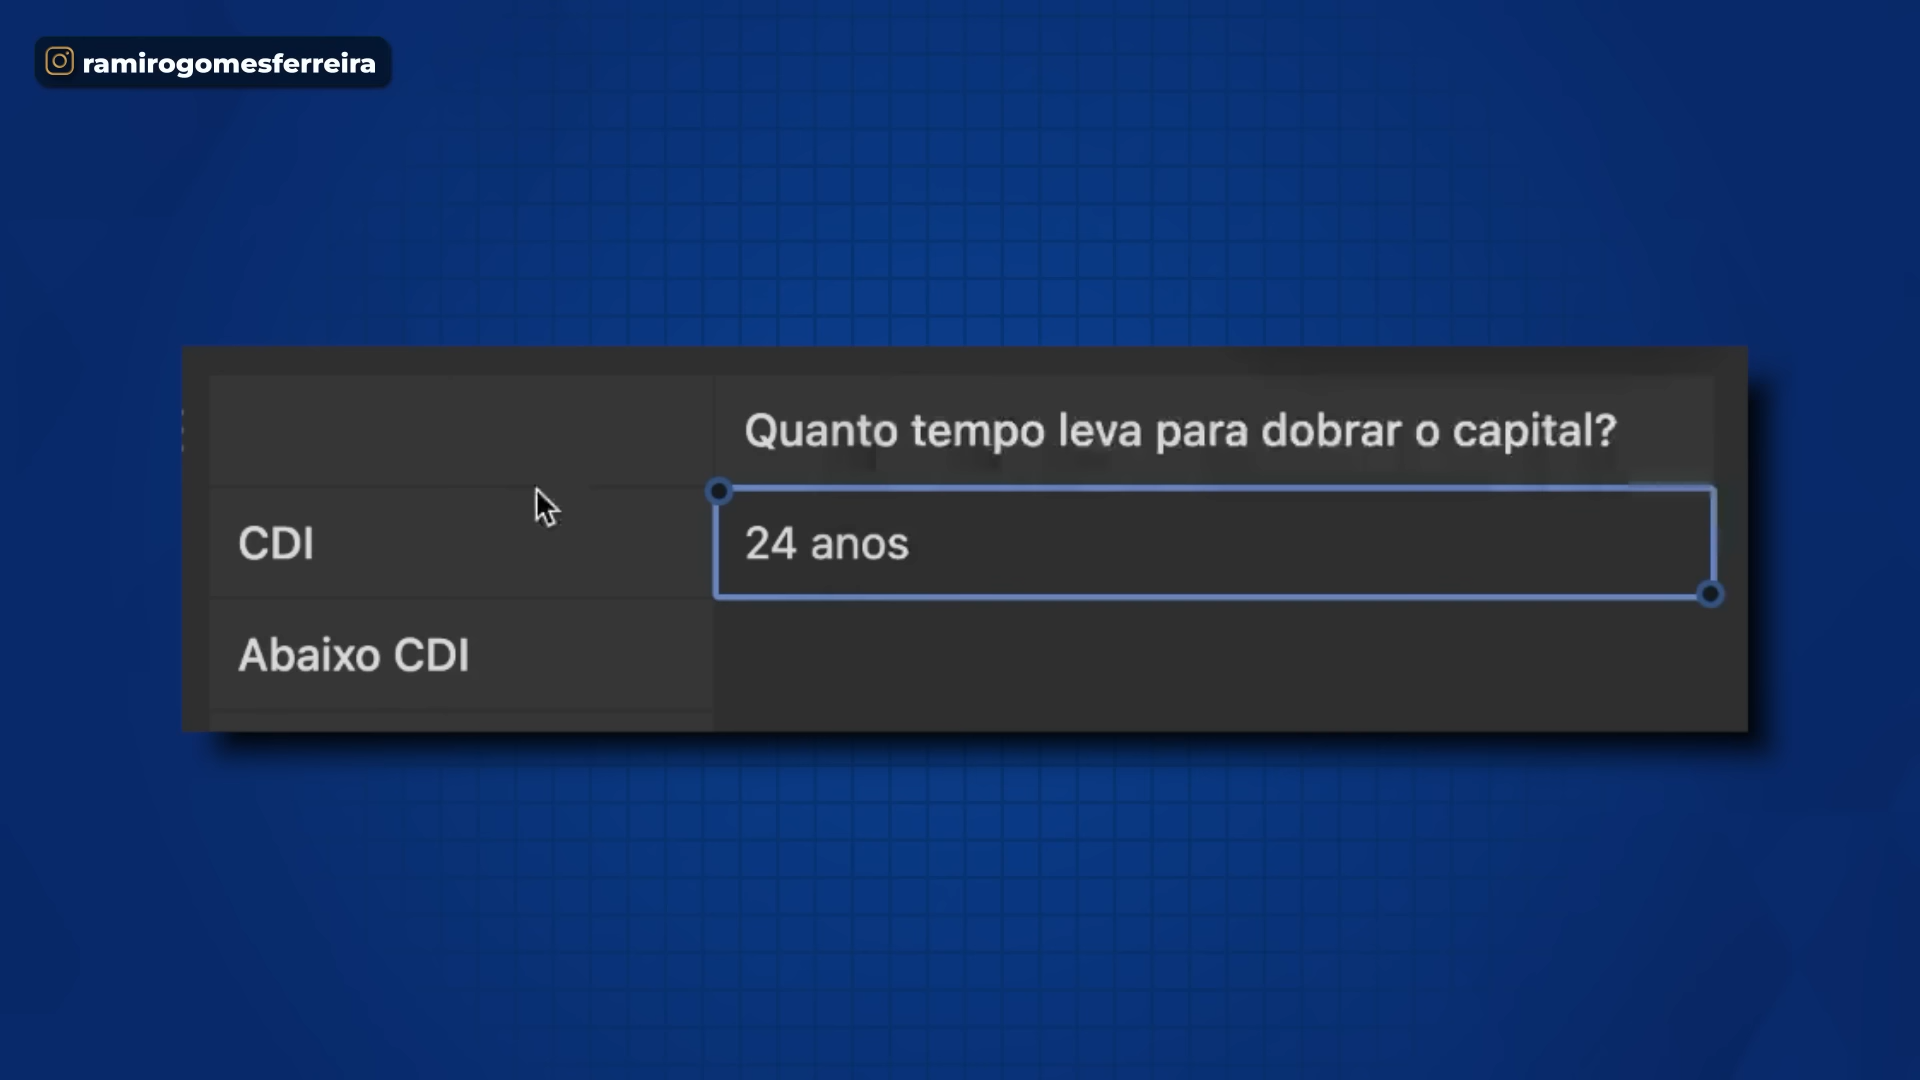 ramirogomesferreira
Quanto tempo leva para dobrar o capital?
CDI
24 anos
Abaixo CDI